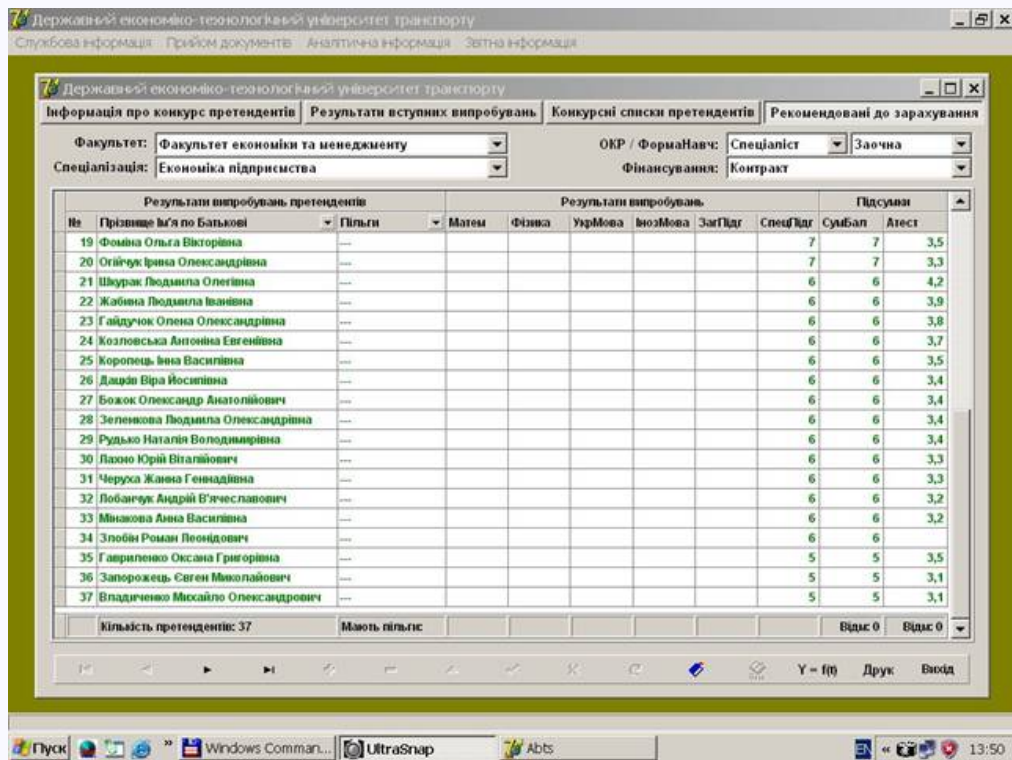 Державний економіко-технологічний університет транспорту
Службова інформація Прийом документів Аналітична інформація Звітна інформація
Державний економіко-технологічний університет транспорту
Інформація про конкурс претендентів Результати вступних випробувань Конкурсні списки претендентів Рекомендовані до зарахування
Факультет: Факультет економіки та менеджменту ОКР / ФормаНавч: Спеціаліст Заочна
Спеціалізація: Економіка підприємства Фінансування: Контракт
Результати випробувань претендентів Результати випробувань Підсумки
№ Прізвище Ім'я по Батькові Пільги Матем Фізика УкрМова ІнозМова ЗагПідг СпецПідг СумБал Атест
19 Фоміна Ольга Вікторівна --- 7 7 3,5
20 Огійчук Ірина Олександрівна --- 7 7 3,3
21 Шкурак Людмила Олегівна --- 6 6 4,2
22 Жабина Людмила Іванівна --- 6 6 3,9
23 Гайдучок Олена Олександрівна --- 6 6 3,8
24 Козловська Антоніна Евгеніївна --- 6 6 3,7
25 Коропець Інна Василівна --- 6 6 3,5
26 Дацків Віра Йосипівна --- 6 6 3,4
27 Божок Олександр Анатолійович --- 6 6 3,4
28 Зеленкова Людмила Олександрівна --- 6 6 3,4
29 Рудько Наталія Володимирівна --- 6 6 3,4
30 Лахно Юрій Віталійович --- 6 6 3,3
31 Черуха Жанна Геннадіївна --- 6 6 3,3
32 Лобанчук Андрій В'ячеславович --- 6 6 3,2
33 Мінакова Анна Василівна --- 6 6 3,2
34 Злобін Роман Леонідович --- 6 6
35 Гавриленко Оксана Григорівна --- 5 5 3,5
36 Запорожець Євген Миколайович --- 5 5 3,1
37 Владиченко Михайло Олександрович --- 5 5 3,1
Кількість претендентів: 37 Мають пільги: Відм: 0 Відм: 0
Y = f(t) Друк Вихід
Пуск » Windows Comman... UltraSnap Abts EN « 13:50